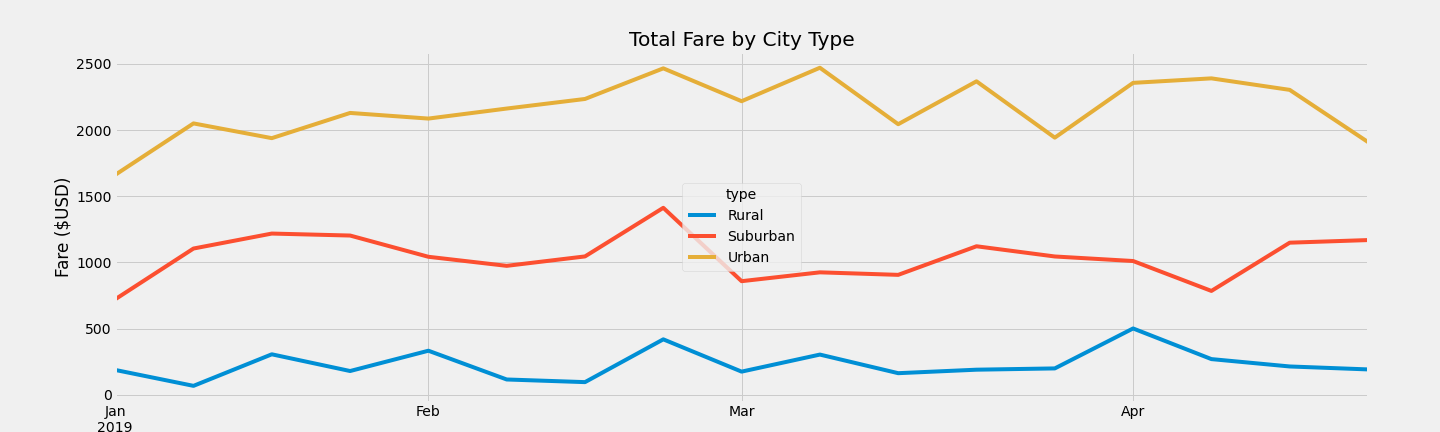 Total Fare by City Type
Fare ($USD)
2500
2000
1500
1000
500
0
type
Rural
Suburban
Urban
Jan
2019
Feb
Mar
Apr